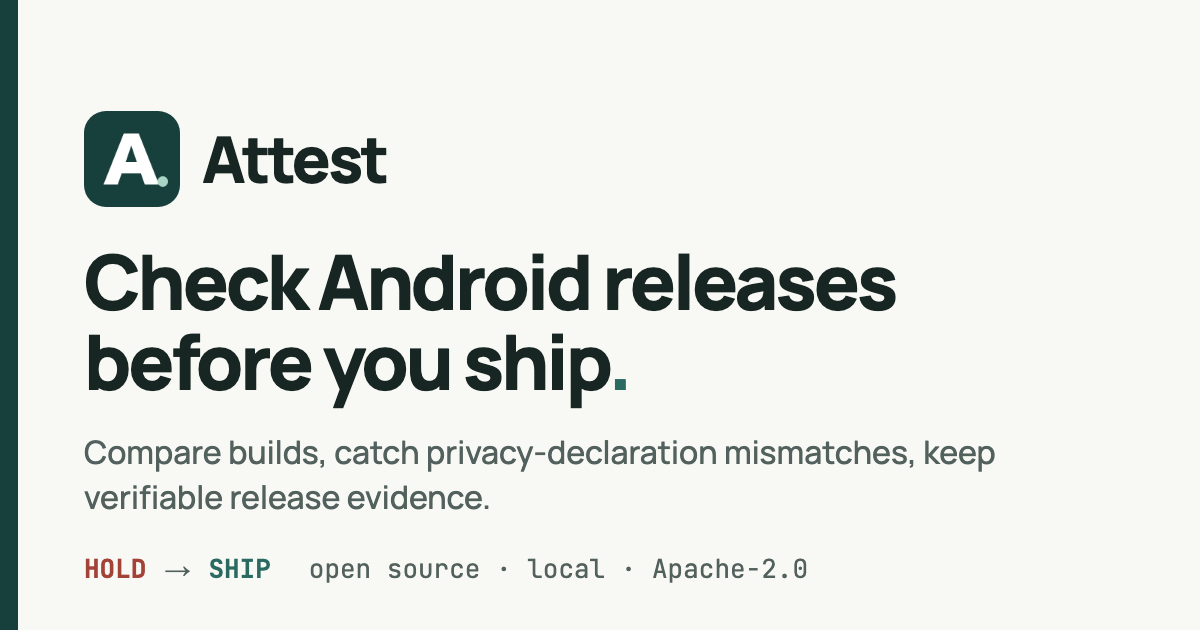 A.
Attest
Check Android releases
before you ship.
Compare builds, catch privacy-declaration mismatches, keep
verifiable release evidence.
HOLD → SHIP open source · local · Apache-2.0